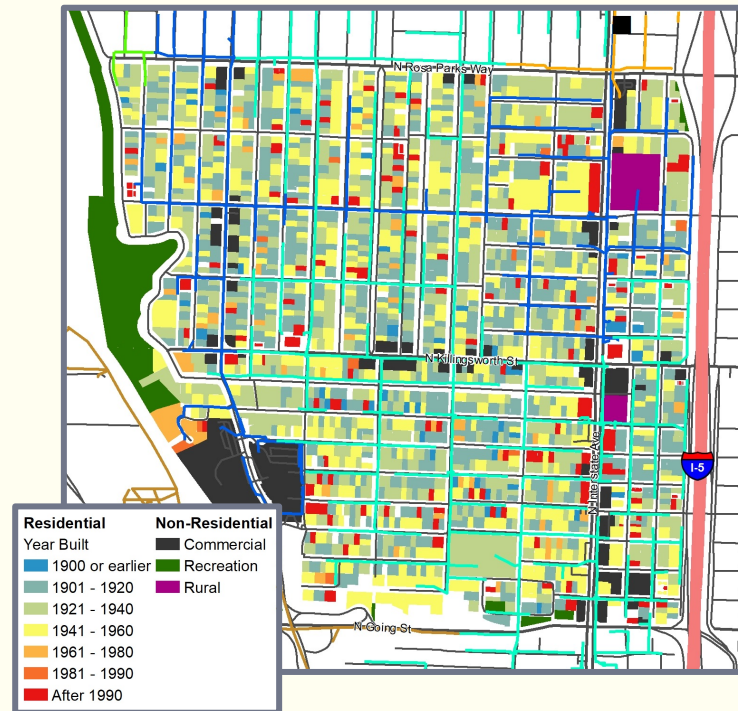 N Rosa Parks Way
N Killingsworth St
N Interstate Ave
I-5
N Going St
Residential
Year Built
1900 or earlier
1901 - 1920
1921 - 1940
1941 - 1960
1961 - 1980
1981 - 1990
After 1990
Non-Residential
Commercial
Recreation
Rural